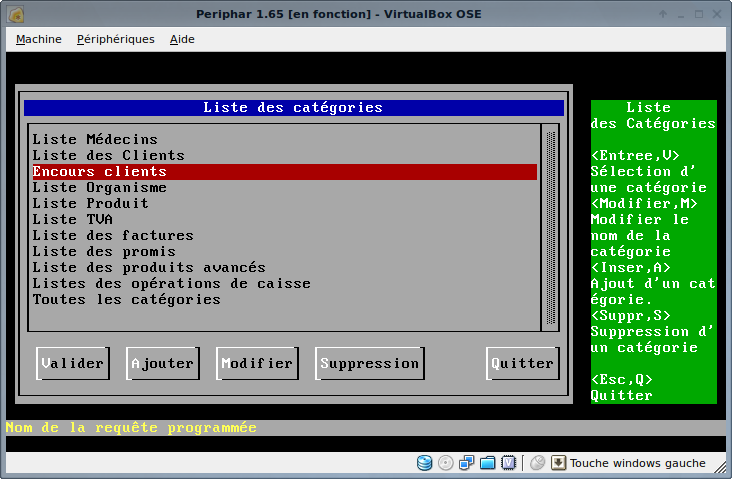 Periphar 1.65 [en fonction] - VirtualBox OSE
Machine Périphériques Aide
Liste des catégories
Liste Médecins
Liste des Clients
Encours clients
Liste Organisme
Liste Produit
Liste TVA
Liste des factures
Liste des promis
Liste des produits avancés
Listes des opérations de caisse
Toutes les catégories
Valider Ajouter Modifier Suppression Quitter
Liste
des Catégories
<Entree,V>
Sélection d'
une catégorie
<Modifier,M>
Modifier le
nom de la
catégorie
<Inser,A>
Ajout d'un cat
égorie.
<Suppr,S>
Suppression d'
un catégorie
<Esc,Q>
Quitter
Nom de la requête programmée
Touche windows gauche